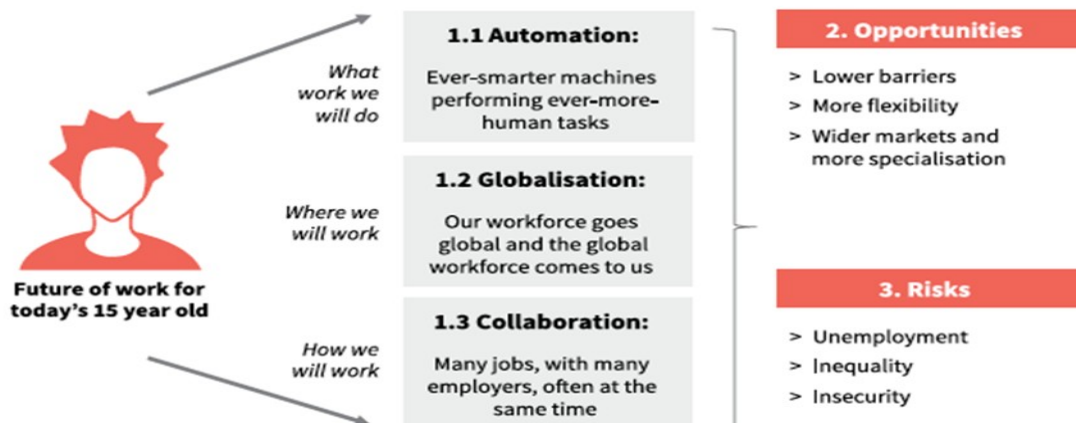 Future of work for
today's 15 year old
What
work we
will do
1.1 Automation:
Ever-smarter machines
performing ever-more-
human tasks
Where we
will work
1.2 Globalisation:
Our workforce goes
global and the global
workforce comes to us
How we
will work
1.3 Collaboration:
Many jobs, with many
employers, often at the
same time
2. Opportunities
> Lower barriers
> More flexibility
> Wider markets and
more specialisation
3. Risks
> Unemployment
> Inequality
> Insecurity